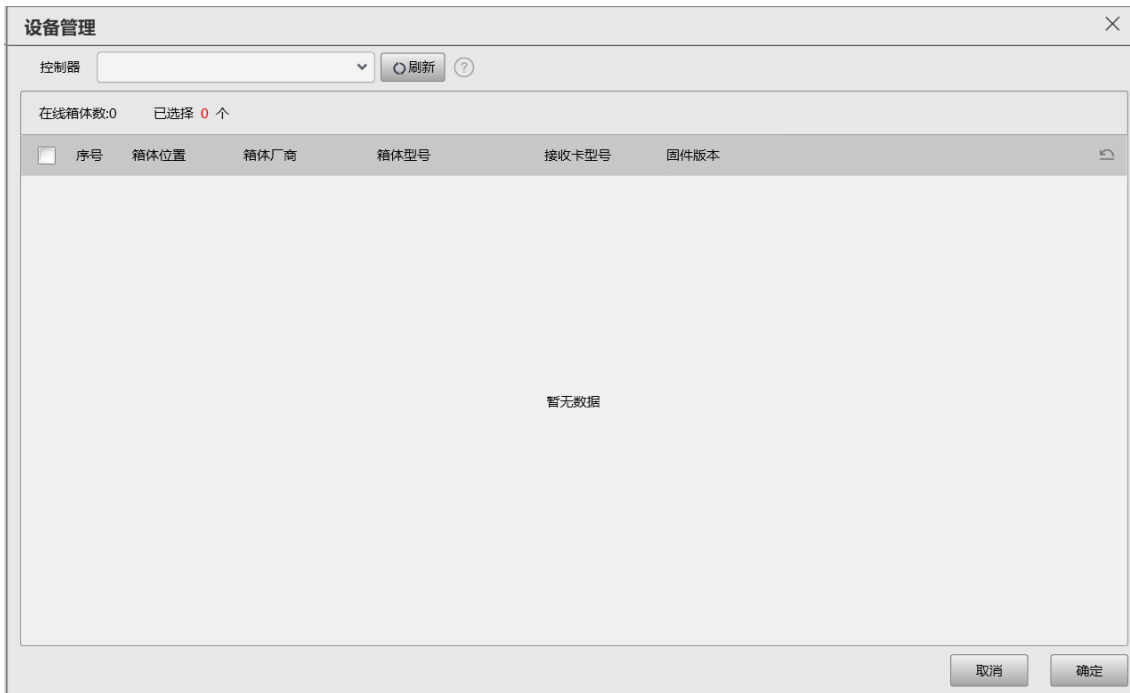 设备管理
控制器 刷新 ?
在线箱体数:0 已选择 0 个
序号 箱体位置 箱体厂商 箱体型号 接收卡型号 固件版本
暂无数据
取消 确定